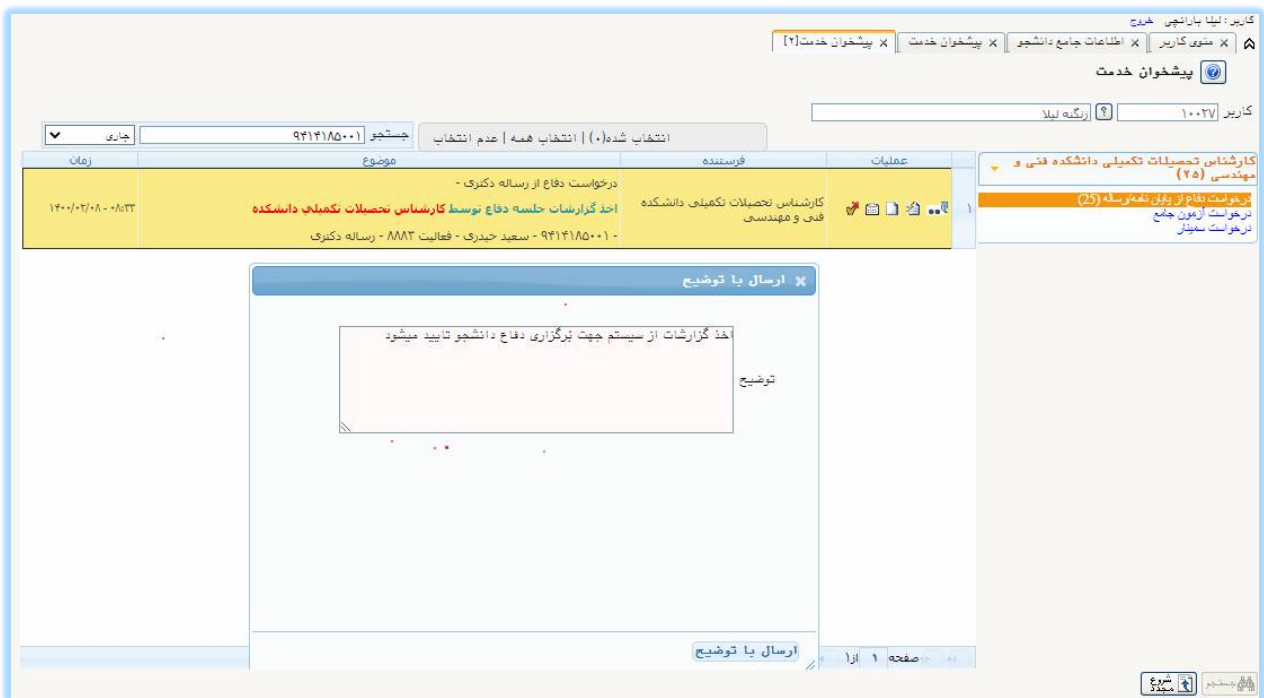 کاربر : لیلا بارانچی خروج
منوی کاربر × اطلاعات جامع دانشجو × پیشخوان خدمت × پیشخوان خدمت[۲] ×
پیشخوان خدمت
کاربر ۱۰۰۲۷ ؟ زنگنه لیلا
انتخاب شده(۰) | انتخاب همه | عدم انتخاب جستجو ۹۴۱۴۱۸۵۰۰۱ جاری
کارشناس تحصیلات تکمیلی دانشکده فنی و مهندسی (۲۵)
درخواست دفاع از پایان نامه/رساله (25)
درخواست آزمون جامع
درخواست سمینار
عملیات فرستنده موضوع زمان
۱
کارشناس تحصیلات تکمیلی دانشکده
فنی و مهندسی
درخواست دفاع از رساله دکتری -
اخذ گزارشات جلسه دفاع توسط کارشناس تحصیلات تکمیلی دانشکده
- ۹۴۱۴۱۸۵۰۰۱ - سعید حیدری - فعالیت ۸۸۸۳ - رساله دکتری
۱۴۰۰/۰۲/۰۸ - ۰۸:۳۳
× ارسال با توضیح
توضیح
اخذ گزارشات از سیستم جهت برگزاری دفاع دانشجو تایید میشود
ارسال با توضیح
صفحه ۱ از۱
جستجو شروع مجدد